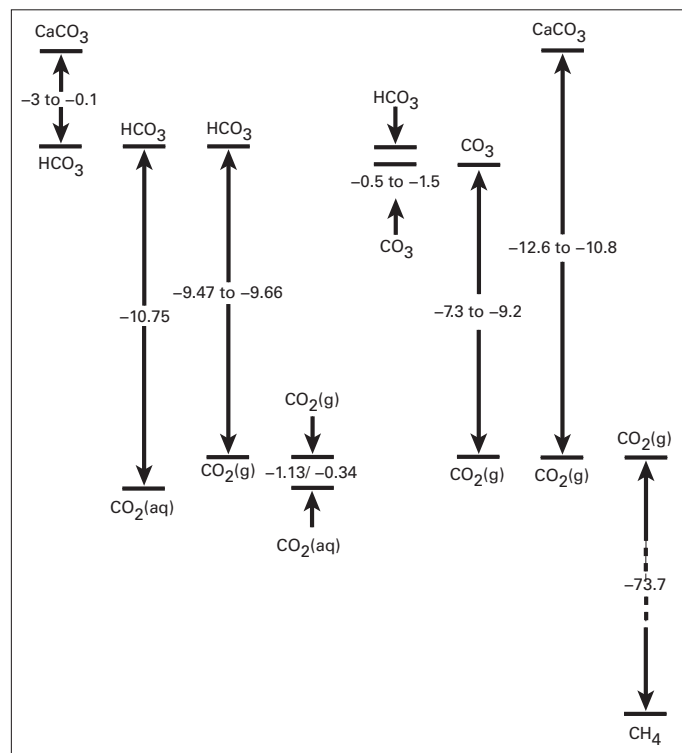 CaCO3
−3 to −0.1
HCO3
HCO3
−10.75
CO2(aq)
HCO3
−9.47 to −9.66
CO2(g)
CO2(g)
−1.13/ −0.34
CO2(aq)
HCO3
−0.5 to −1.5
CO3
CO3
−7.3 to −9.2
CO2(g)
CaCO3
−12.6 to −10.8
CO2(g)
CO2(g)
−73.7
CH4